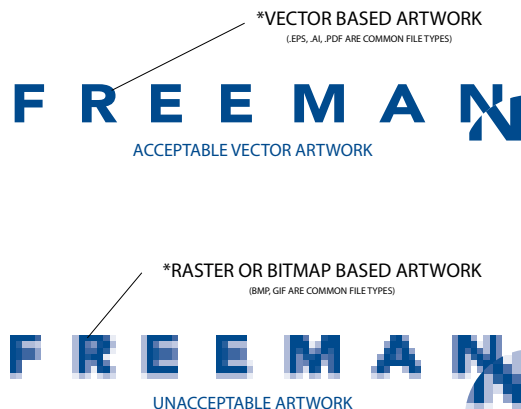 *VECTOR BASED ARTWORK
(.EPS, .AI, .PDF ARE COMMON FILE TYPES)
FREEMAN
ACCEPTABLE VECTOR ARTWORK
*RASTER OR BITMAP BASED ARTWORK
(BMP, GIF ARE COMMON FILE TYPES)
FREEMAN
UNACCEPTABLE ARTWORK